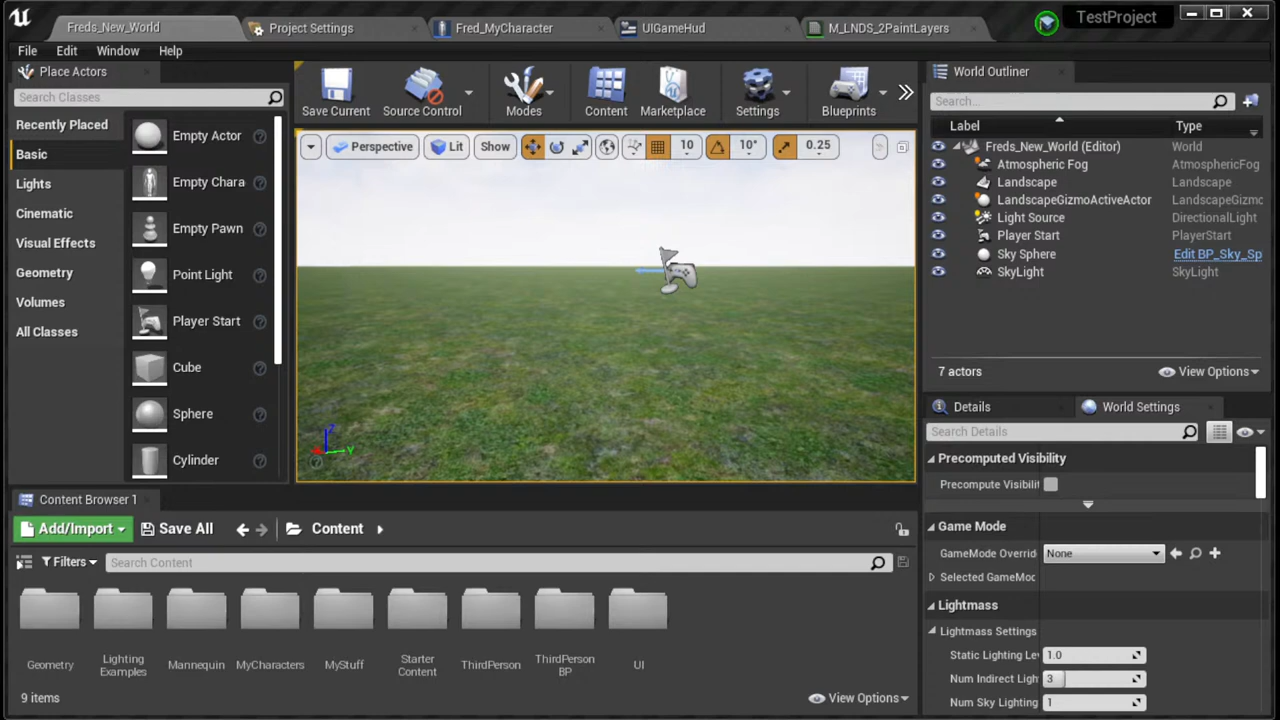 Freds_New_World
Project Settings
Fred_MyCharacter
UIGameHud
M_LNDS_2PaintLayers
TestProject
File Edit Window Help
Place Actors
Search Classes
Recently Placed
Basic
Lights
Cinematic
Visual Effects
Geometry
Volumes
All Classes
Empty Actor
Empty Chara
Empty Pawn
Point Light
Player Start
Cube
Sphere
Cylinder
Save Current
Source Control
Modes
Content
Marketplace
Settings
Blueprints
Perspective
Lit
Show
10
10°
0.25
Z
Y
World Outliner
Search...
Label Type
Freds_New_World (Editor) World
Atmospheric Fog AtmosphericFog
Landscape Landscape
LandscapeGizmoActiveActor LandscapeGizmo
Light Source DirectionalLight
Player Start PlayerStart
Sky Sphere Edit BP_Sky_Sp
SkyLight SkyLight
7 actors
View Options
Details
World Settings
Search Details
Precomputed Visibility
Precompute Visibilit
Game Mode
GameMode Overrid None
Selected GameMod
Lightmass
Lightmass Settings
Static Lighting Le 1.0
Num Indirect Ligh 3
Num Sky Lighting 1
Content Browser 1
Add/Import
Save All
Content
Filters
Search Content
Geometry
Lighting
Examples
Mannequin
MyCharacters
MyStuff
Starter
Content
ThirdPerson
ThirdPerson
BP
UI
9 items
View Options